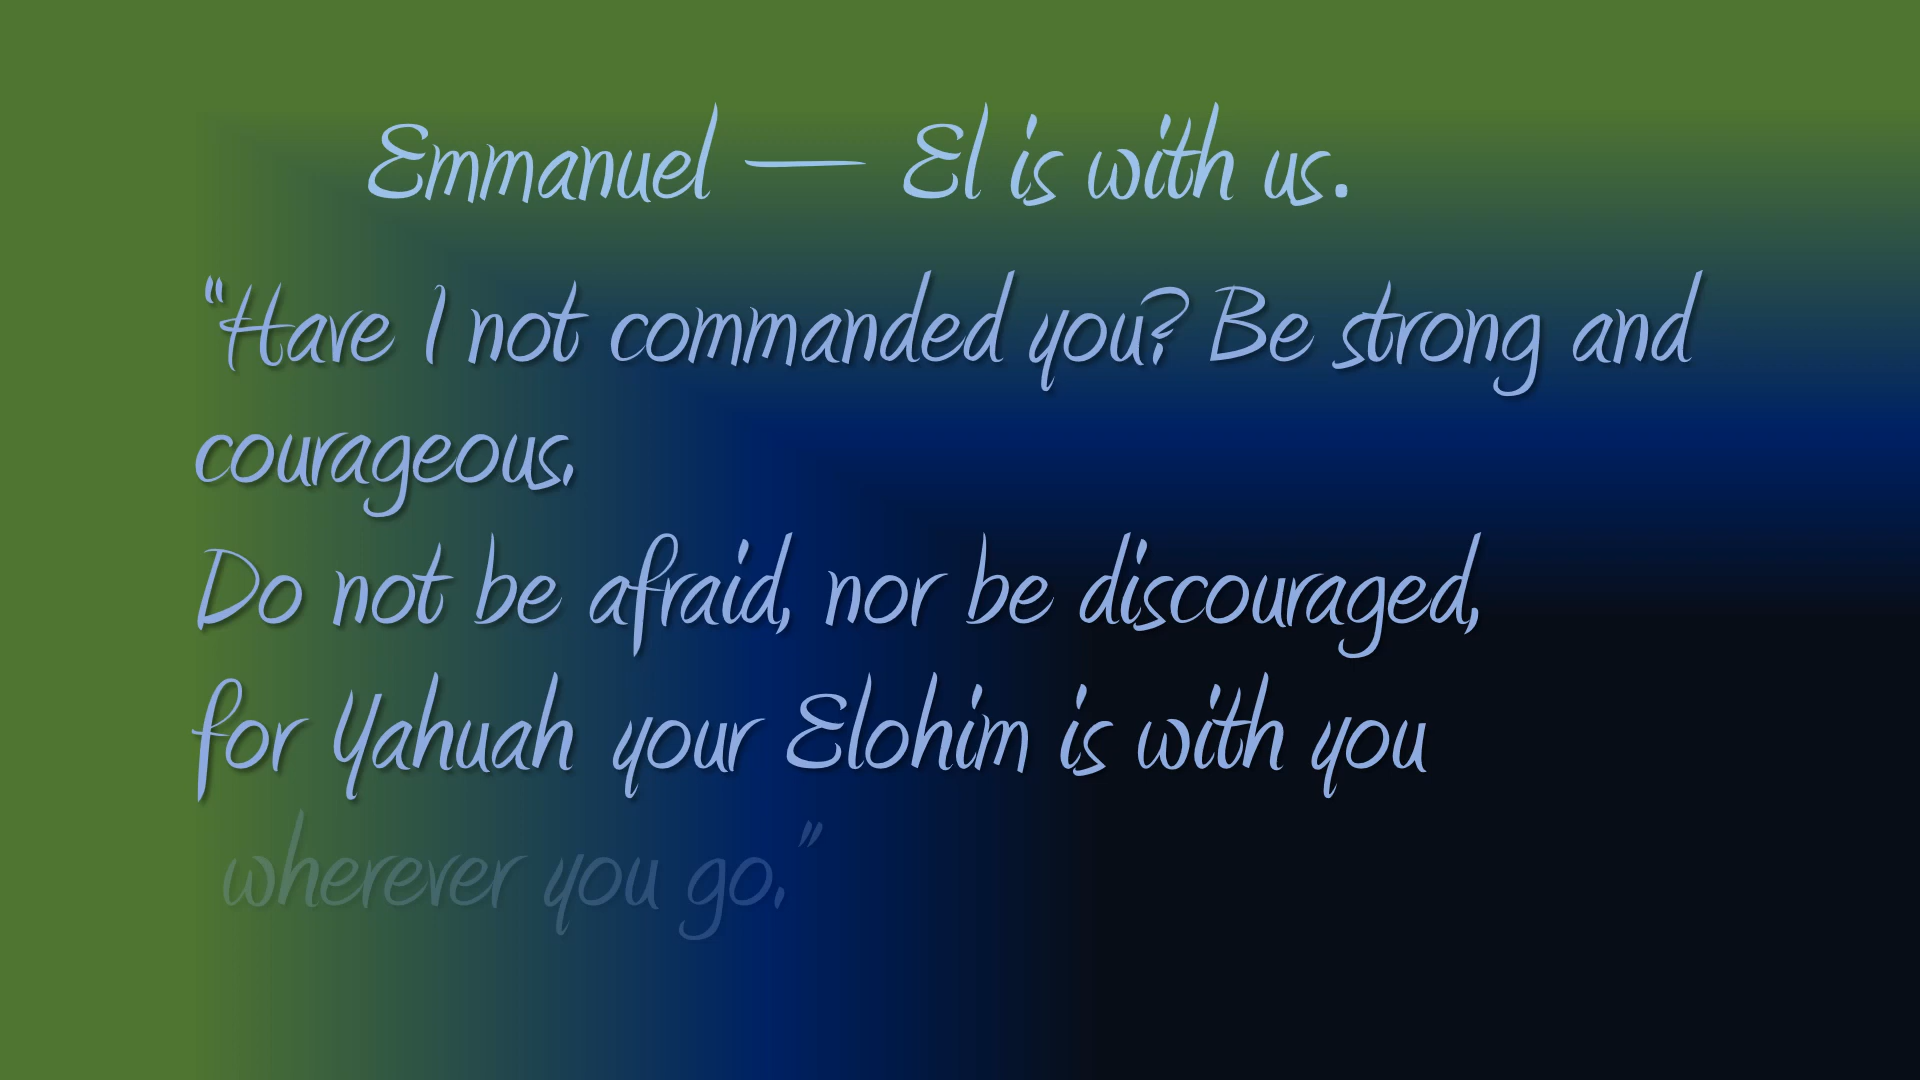 Emmanuel — El is with us.
"Have I not commanded you? Be strong and
courageous.
Do not be afraid, nor be discouraged,
for Yahuah your Elohim is with you
wherever you go."